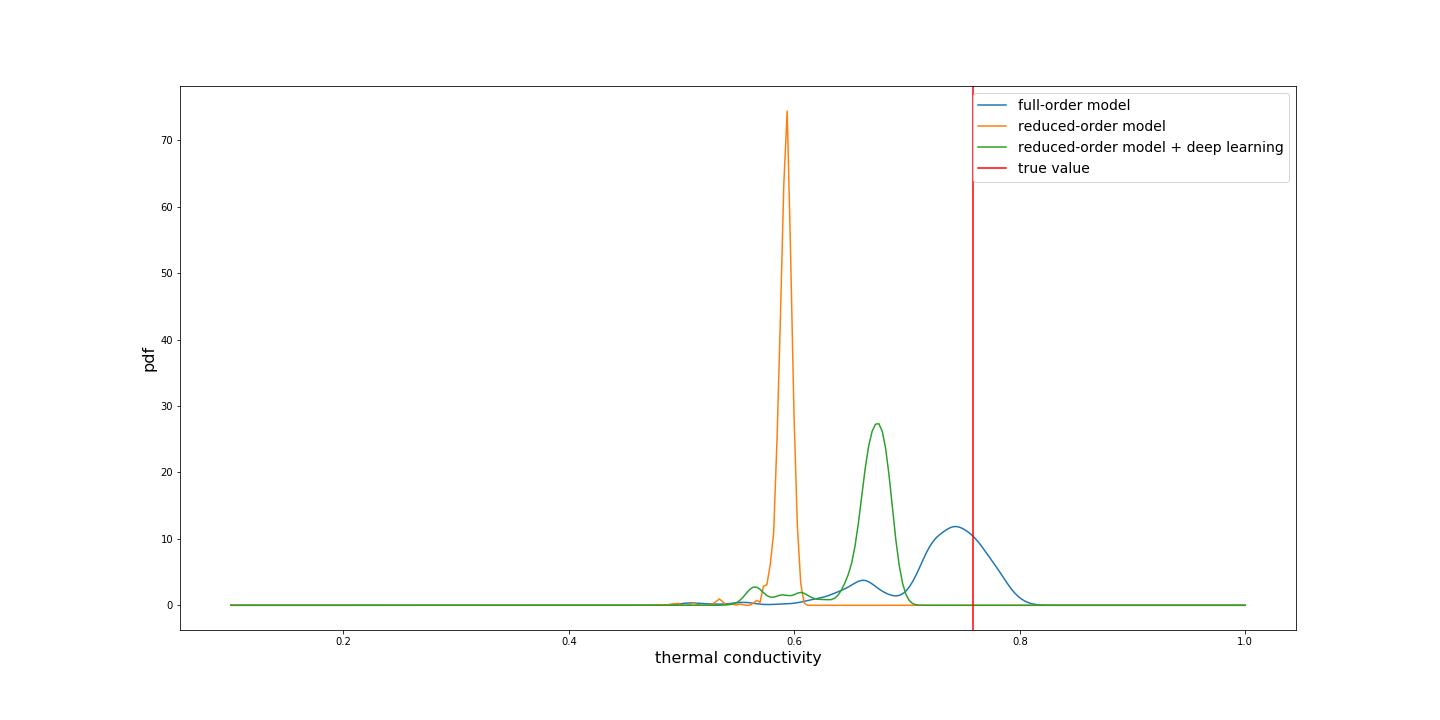 full-order model
reduced-order model
reduced-order model + deep learning
true value
70
60
50
40
30
20
10
0
pdf
0.2 0.4 0.6 0.8 1.0
thermal conductivity